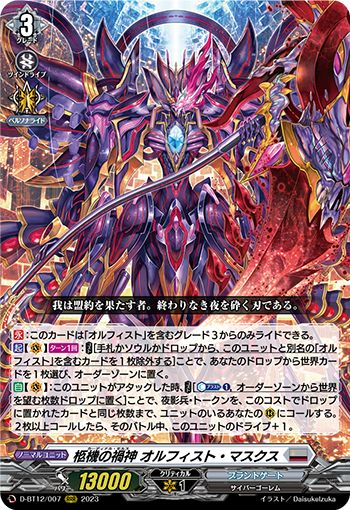 3
グレード
ツインドライブ
ペルソナライド
我は盟約を果たす者。終わりなき夜を砕く刃である。
永：このカードは「オルフィスト」を含むグレード３からのみライドできる。
起【V】【ターン1回】：[手札かソウルかドロップから、このユニットと別名の「オル
フィスト」を含むカードを１枚除外する]ことで、あなたのドロップから世界カー
ドを１枚選び、オーダーゾーンに置く。
自【V】：このユニットがアタックした時、[【カウンターブラスト】1, オーダーゾーンから世界
を望む枚数ドロップに置く]ことで、夜影兵・トークンを、このコストでドロップ
に置かれたカードと同じ枚数まで、ユニットのいるあなたの(R)にコールする。
２枚以上コールしたら、そのバトル中、このユニットのドライブ＋１。
ノーマルユニット
柩機の禍神 オルフィスト・マスクス
パワー
13000
クリティカル
1
ブラントゲート
サイバーゴーレム
D-BT12/007 RRR 2023
イラスト／DaisukeIzuka